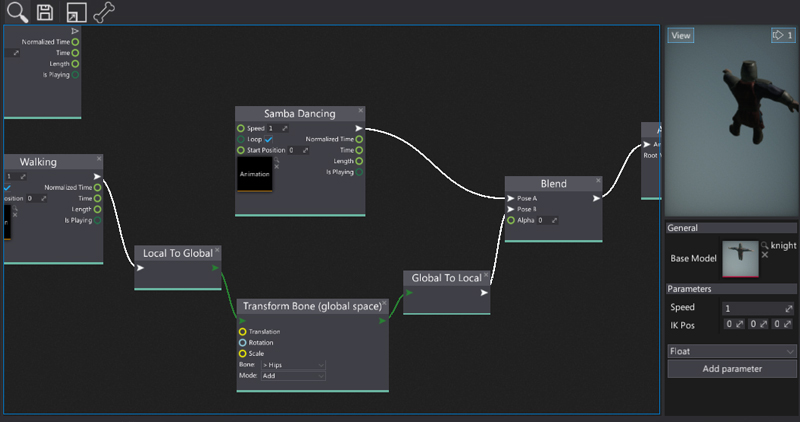 Normalized Time
Time
Length
Is Playing
Walking
1
Normalized Time
Time
osition 0
Length
Is Playing
Samba Dancing
Speed 1
Loop
Normalized Time
Start Position 0
Time
Length
Is Playing
Animation
Local To Global
Transform Bone (global space)
Translation
Rotation
Scale
Bone: > Hips
Mode: Add
Global To Local
Blend
Pose A
Pose B
Alpha 0
A
An
Root
View
1
General
Base Model
knight
Parameters
Speed 1
IK Pos 0 0 0
Float
Add parameter